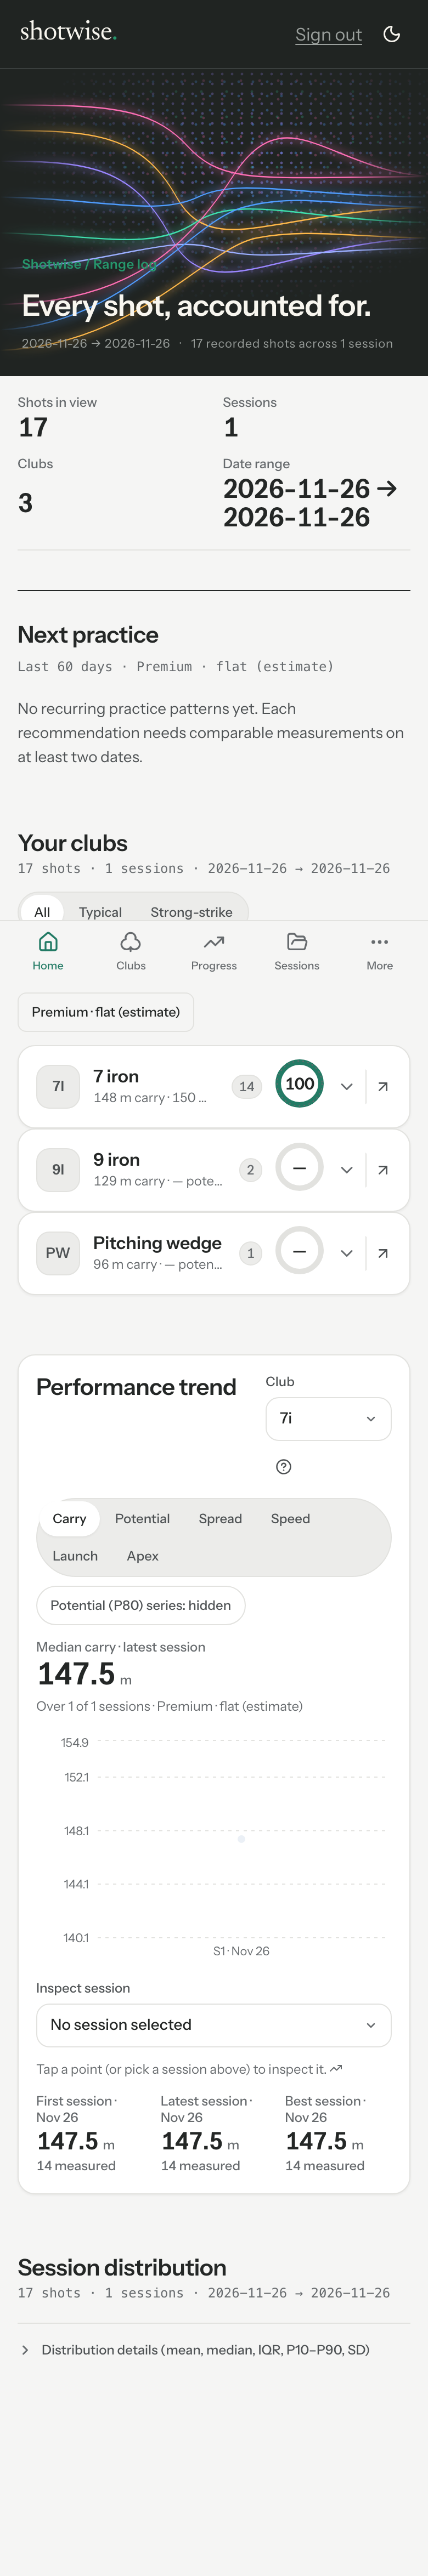 shotwise.
Sign out
Shotwise / Range log
Every shot, accounted for.
2026-11-26 → 2026-11-26 · 17 recorded shots across 1 session
Shots in view
17
Sessions
1
Clubs
3
Date range
2026-11-26 →
2026-11-26
Next practice
Last 60 days · Premium · flat (estimate)
No recurring practice patterns yet. Each
recommendation needs comparable measurements on
at least two dates.
Your clubs
17 shots · 1 sessions · 2026-11-26 → 2026-11-26
All Typical Strong-strike
Home Clubs Progress Sessions More
Premium · flat (estimate)
7I
7 iron
148 m carry · 150 ...
14
100
9I
9 iron
129 m carry · — pote...
2
—
PW
Pitching wedge
96 m carry · — poten...
1
—
Performance trend
Club
7i
Carry Potential Spread Speed
Launch Apex
Potential (P80) series: hidden
Median carry · latest session
147.5 m
Over 1 of 1 sessions · Premium · flat (estimate)
154.9
152.1
148.1
144.1
140.1
S1 · Nov 26
Inspect session
No session selected
Tap a point (or pick a session above) to inspect it.
First session ·
Nov 26
147.5 m
14 measured
Latest session ·
Nov 26
147.5 m
14 measured
Best session ·
Nov 26
147.5 m
14 measured
Session distribution
17 shots · 1 sessions · 2026-11-26 → 2026-11-26
Distribution details (mean, median, IQR, P10–P90, SD)